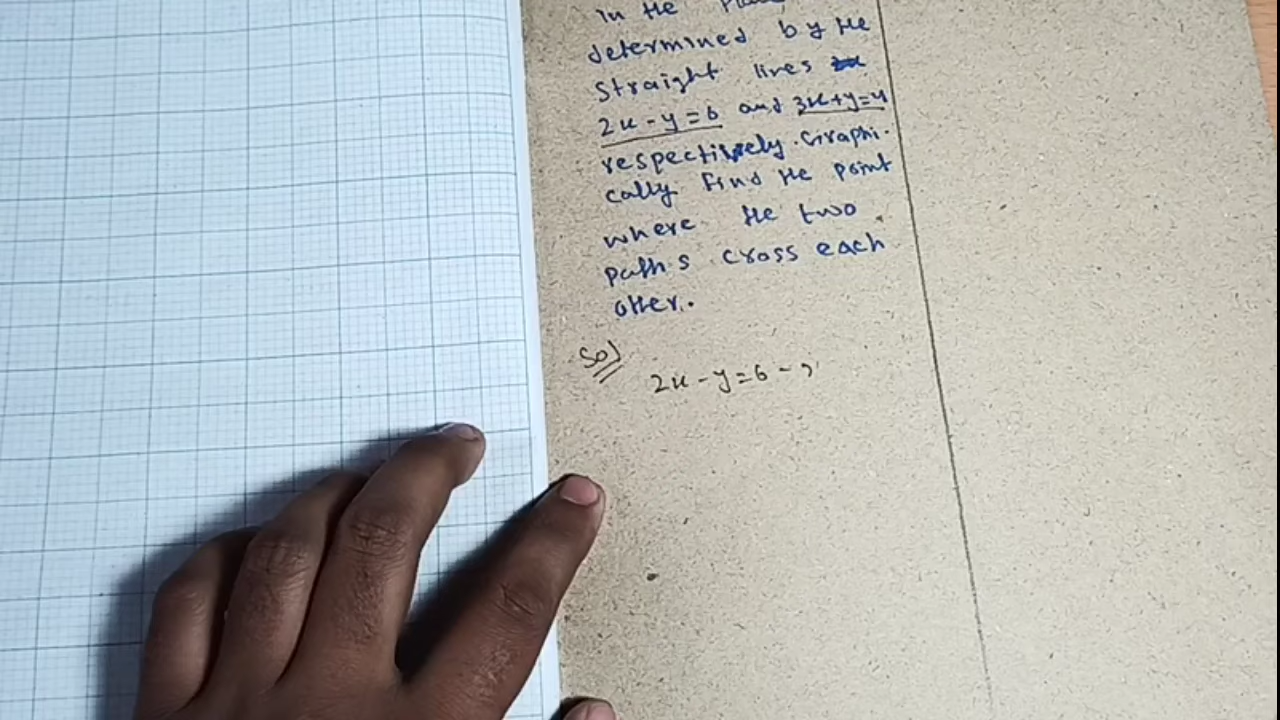 in the
determined by the
straight lines
2x - y = 6 and 3x + y = 4
respectively. Graphi-
cally find the point
where the two
paths cross each
other.
Sol
2x - y = 6 -